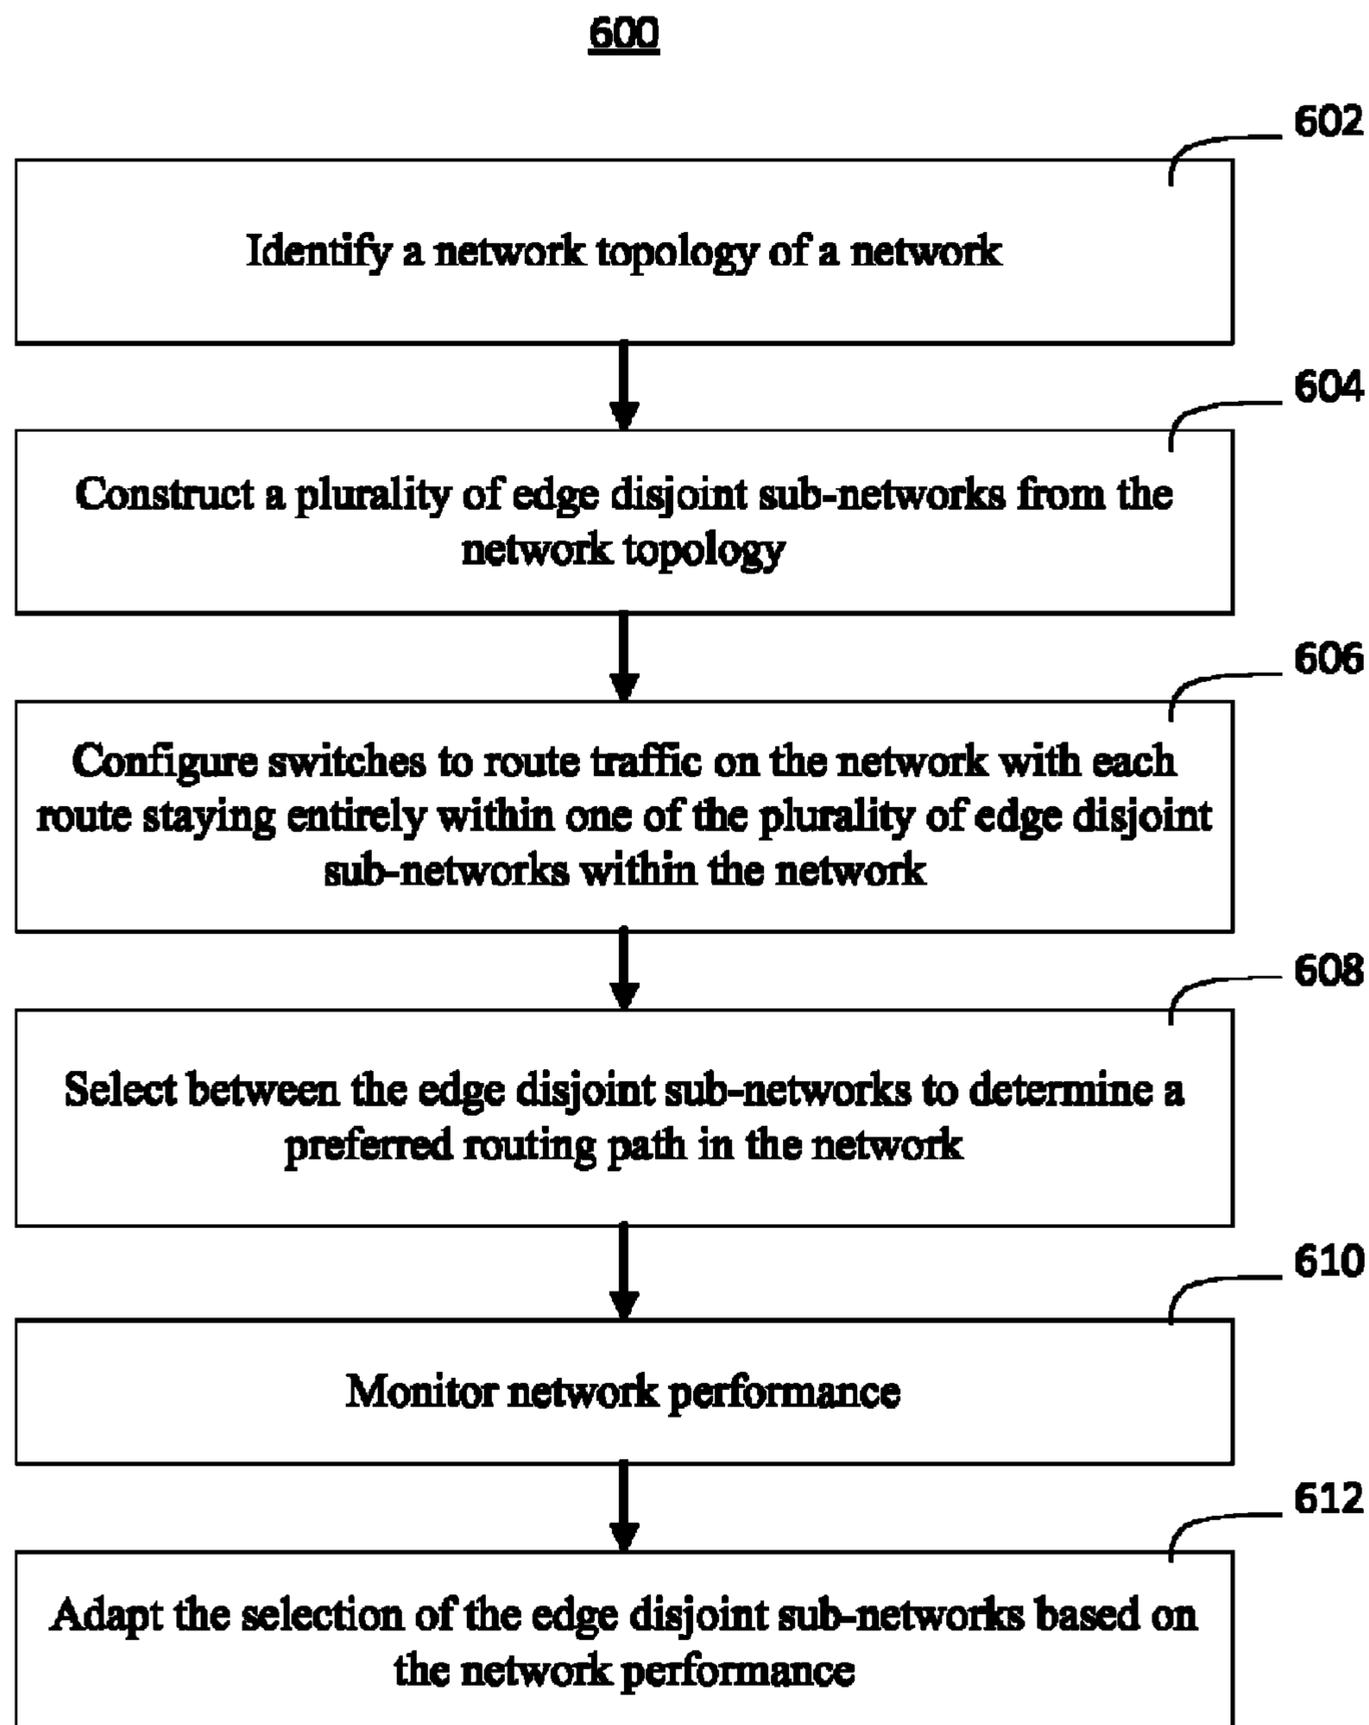 600
602
Identify a network topology of a network
604
Construct a plurality of edge disjoint sub-networks from the
network topology
606
Configure switches to route traffic on the network with each
route staying entirely within one of the plurality of edge disjoint
sub-networks within the network
608
Select between the edge disjoint sub-networks to determine a
preferred routing path in the network
610
Monitor network performance
612
Adapt the selection of the edge disjoint sub-networks based on
the network performance